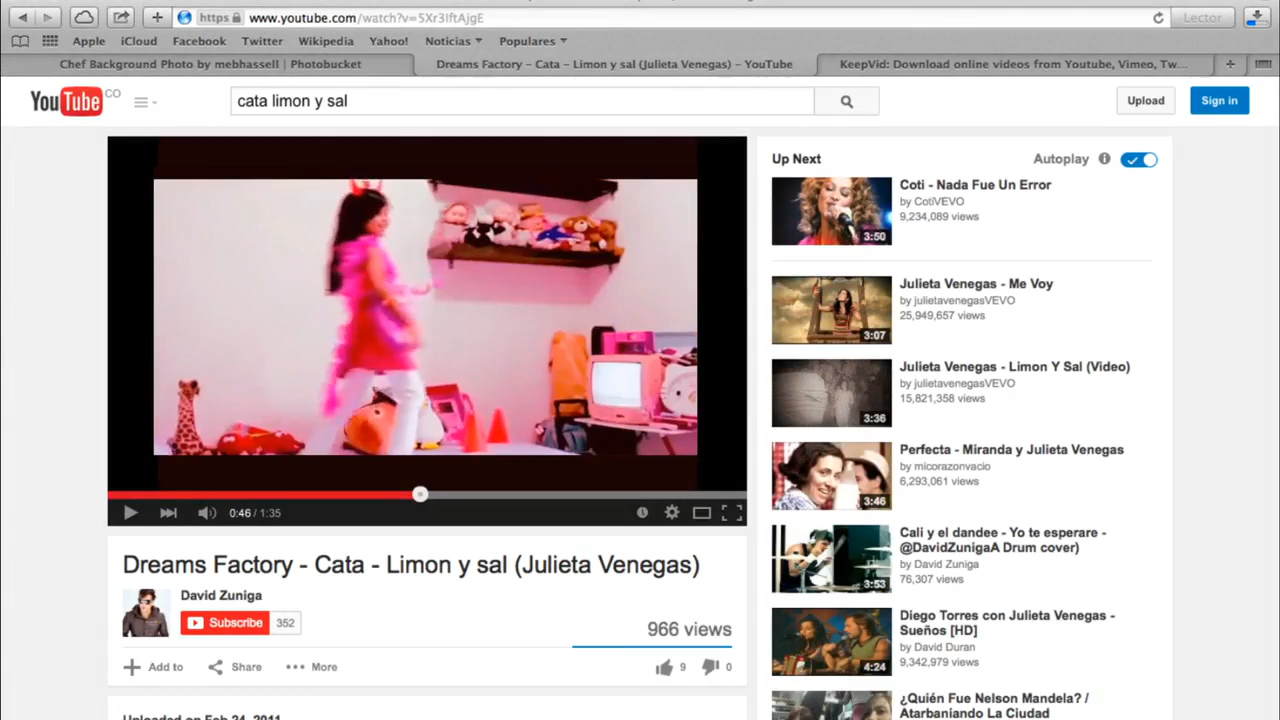 https www.youtube.com/watch?v=5Xr3IftAjgE Lector
Apple iCloud Facebook Twitter Wikipedia Yahoo! Noticias Populares
Chef Background Photo by mebhassell | Photobucket
Dreams Factory - Cata - Limon y sal (Julieta Venegas) - YouTube
KeepVid: Download online videos from Youtube, Vimeo, Tw...
YouTube CO
cata limon y sal
Upload
Sign in
0:46 / 1:35
Dreams Factory - Cata - Limon y sal (Julieta Venegas)
David Zuniga
Subscribe 352
966 views
Add to Share More 9 0
Uploaded on Feb 24, 2011
Up Next Autoplay
Coti - Nada Fue Un Error
by CotiVEVO
9,234,089 views
3:50
Julieta Venegas - Me Voy
by julietavenegasVEVO
25,949,657 views
3:07
Julieta Venegas - Limon Y Sal (Video)
by julietavenegasVEVO
15,821,358 views
3:36
Perfecta - Miranda y Julieta Venegas
by micorazonvacio
6,293,061 views
3:46
Cali y el dandee - Yo te esperare -
@DavidZunigaA Drum cover)
by David Zuniga
76,307 views
3:53
Diego Torres con Julieta Venegas -
Sueños [HD]
by David Duran
9,342,979 views
4:24
¿Quién Fue Nelson Mandela? /
Atarbaniando La Ciudad